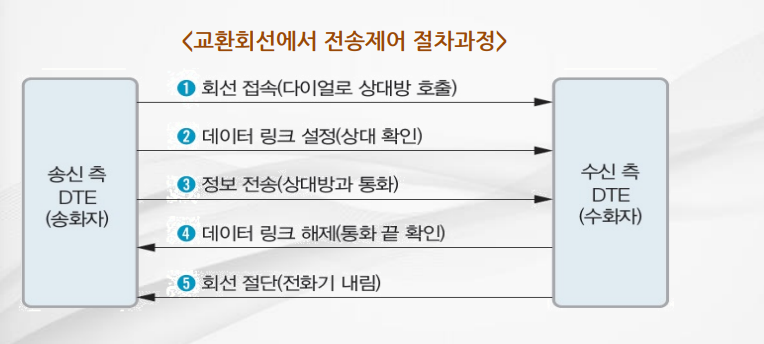 <교환회선에서 전송제어 절차과정>
❶ 회선 접속(다이얼로 상대방 호출)
❷ 데이터 링크 설정(상대 확인)
❸ 정보 전송(상대방과 통화)
❹ 데이터 링크 해제(통화 끝 확인)
❺ 회선 절단(전화기 내림)
송신 측
DTE
(송화자)
수신 측
DTE
(수화자)